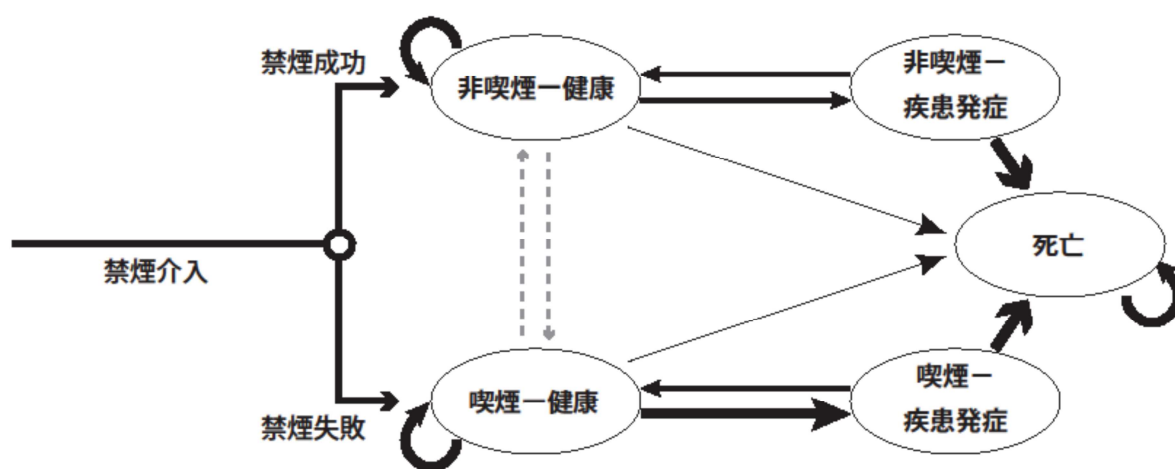 禁煙成功
非喫煙ー健康
非喫煙ー
疾患発症
死亡
禁煙介入
喫煙ー健康
喫煙ー
疾患発症
禁煙失敗